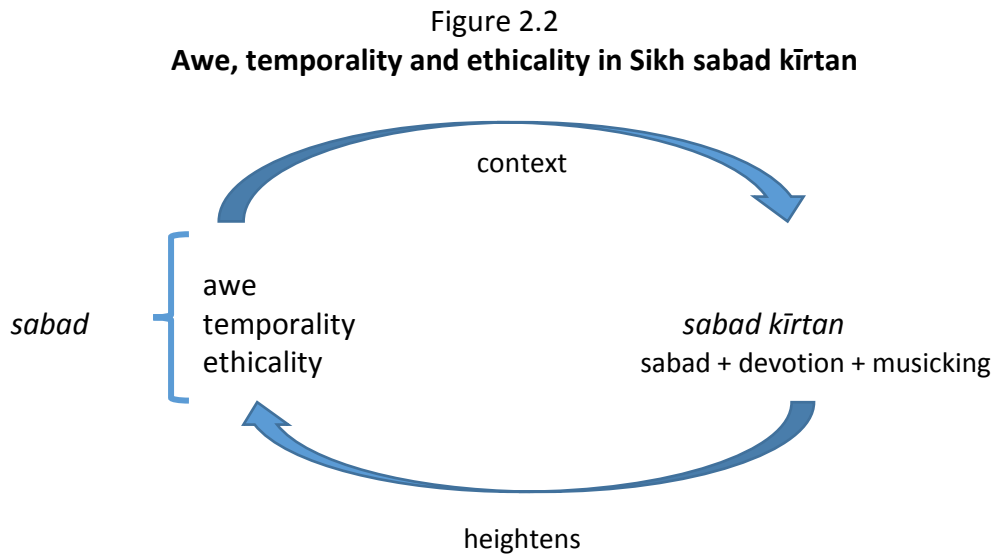 Figure 2.2
Awe, temporality and ethicality in Sikh sabad kīrtan
context
sabad
awe
temporality
ethicality
sabad kīrtan
sabad + devotion + musicking
heightens